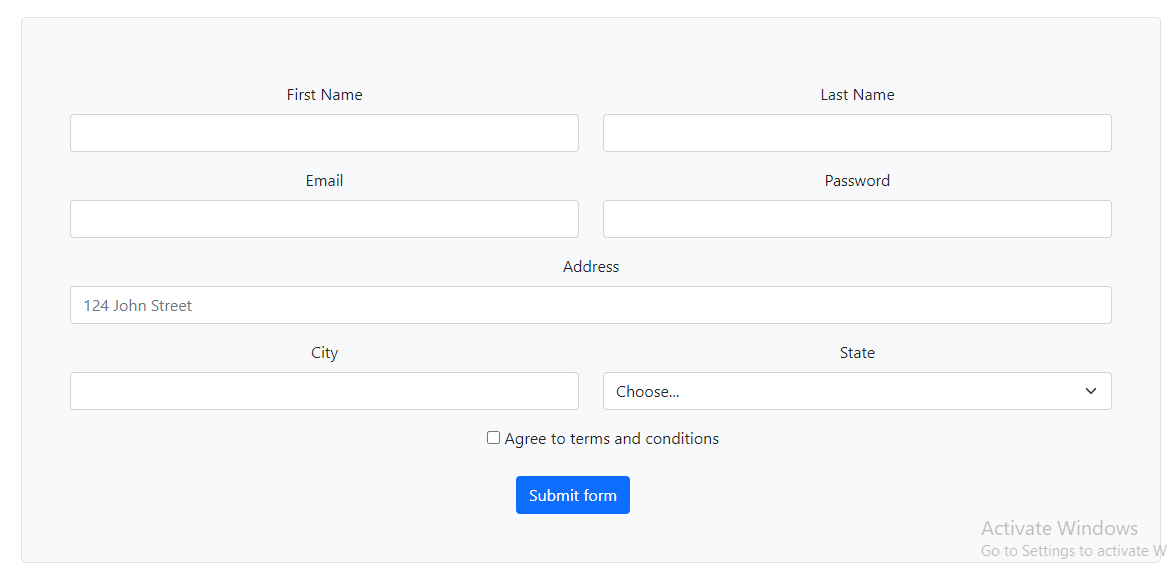 First Name
Last Name
Email
Password
Address
124 John Street
City
State
Choose...
Agree to terms and conditions
Submit form
Activate Windows
Go to Settings to activate W